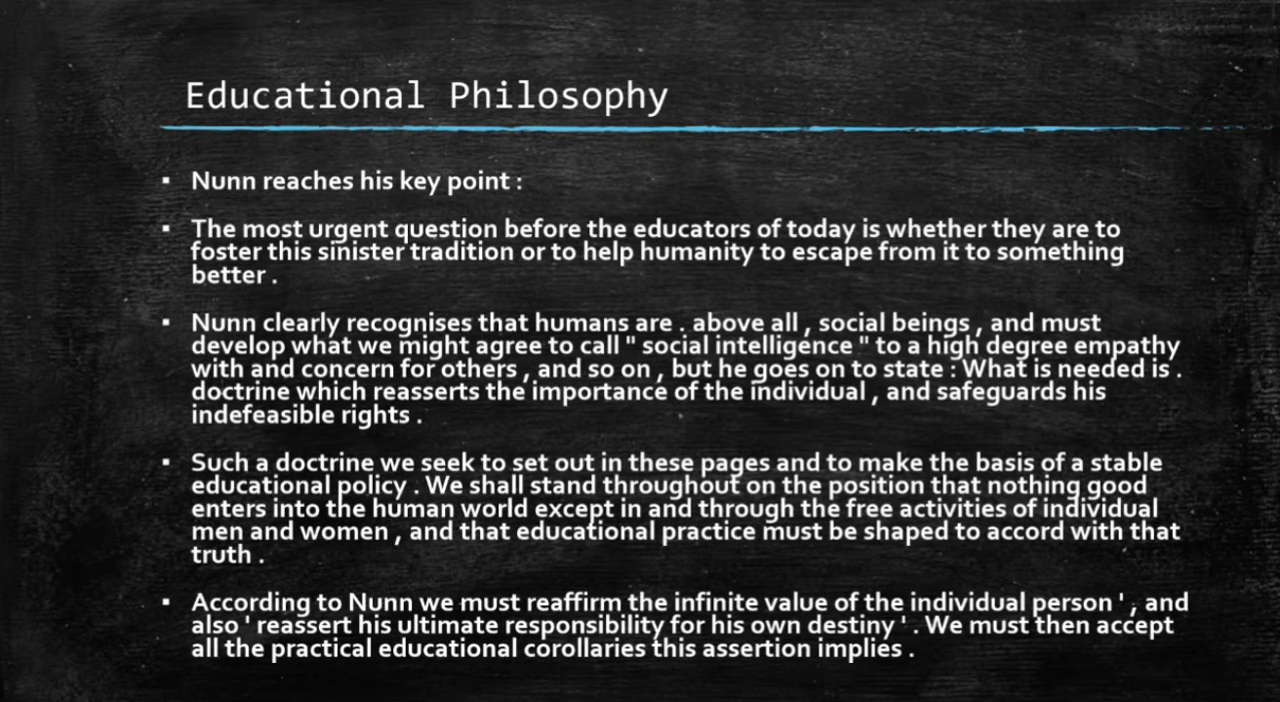 Educational Philosophy
▪ Nunn reaches his key point :
▪ The most urgent question before the educators of today is whether they are to
foster this sinister tradition or to help humanity to escape from it to something
better .
▪ Nunn clearly recognises that humans are . above all , social beings , and must
develop what we might agree to call " social intelligence " to a high degree empathy
with and concern for others , and so on , but he goes on to state : What is needed is .
doctrine which reasserts the importance of the individual , and safeguards his
indefeasible rights .
▪ Such a doctrine we seek to set out in these pages and to make the basis of a stable
educational policy . We shall stand throughout on the position that nothing good
enters into the human world except in and through the free activities of individual
men and women , and that educational practice must be shaped to accord with that
truth .
▪ According to Nunn we must reaffirm the infinite value of the individual person ' , and
also ' reassert his ultimate responsibility for his own destiny ' . We must then accept
all the practical educational corollaries this assertion implies .